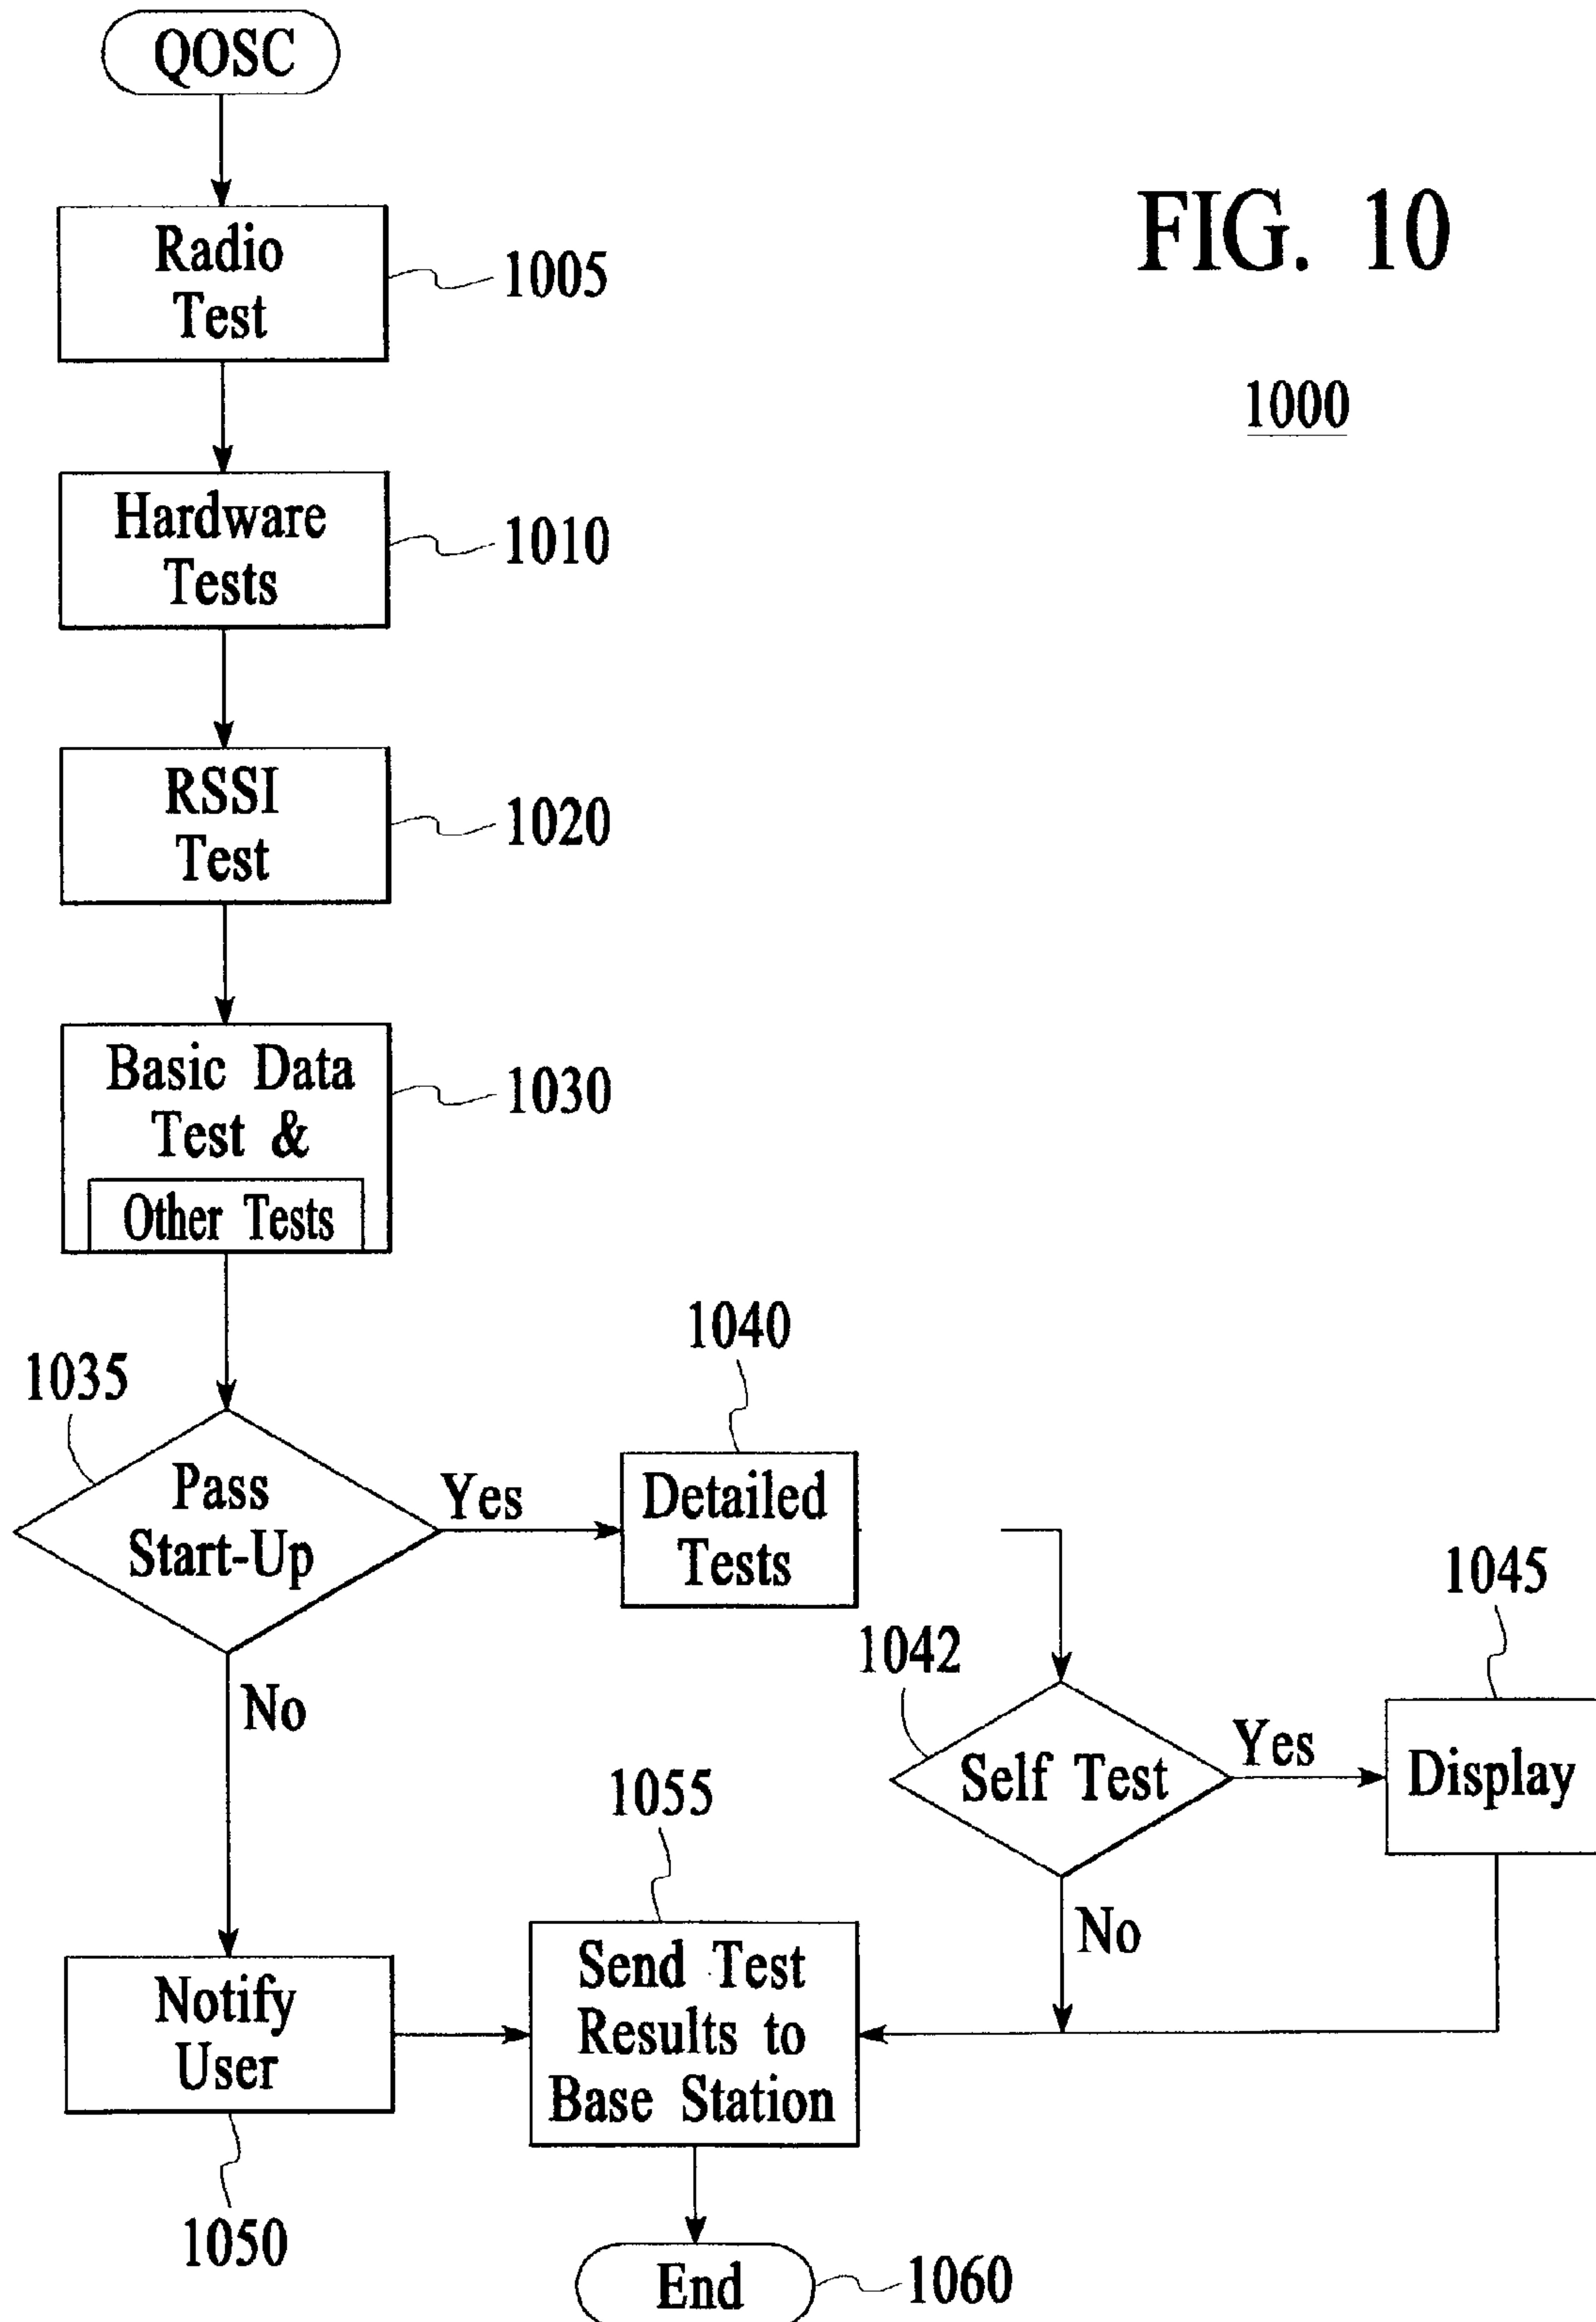 QOSC
FIG. 10
1000
Radio
Test
1005
Hardware
Tests
1010
RSSI
Test
1020
Basic Data
Test &
Other Tests
1030
1035
Pass
Start-Up
Yes
No
1040
Detailed
Tests
1042
Self Test
Yes
No
1045
Display
Notify
User
1050
1055
Send Test
Results to
Base Station
End
1060